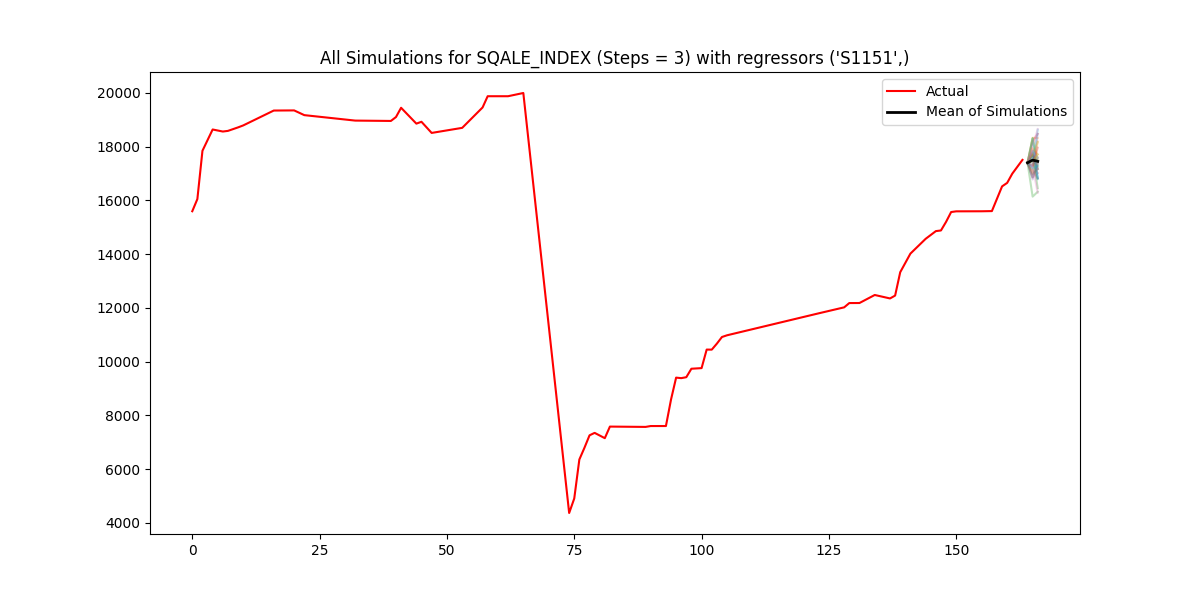 All Simulations for SQALE_INDEX (Steps = 3) with regressors ('S1151',)
Actual
Mean of Simulations
20000
18000
16000
14000
12000
10000
8000
6000
4000
0 25 50 75 100 125 150